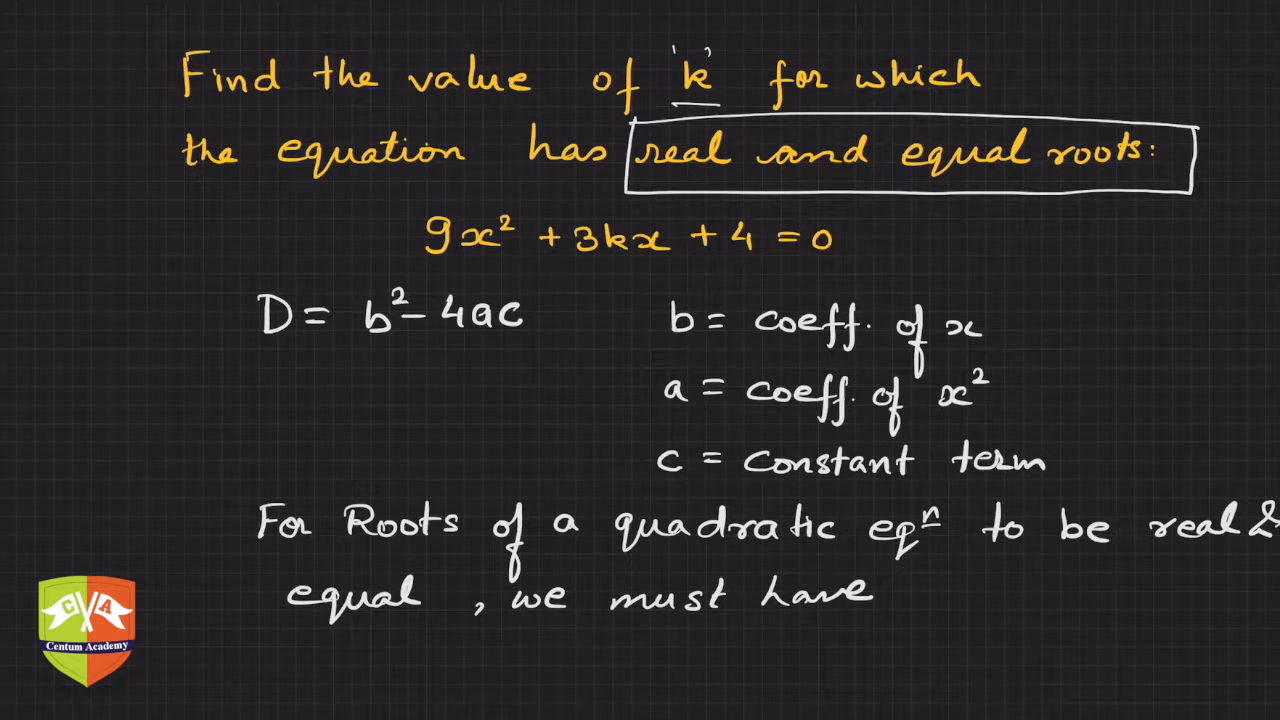 Find the value of 'k' for which
the equation has real and equal roots:
9x² + 3kx + 4 = 0
D = b² - 4ac
b = coeff. of x
a = coeff. of x²
c = constant term
For Roots of a quadratic eqⁿ to be real &
equal, we must have
C A
Centum Academy